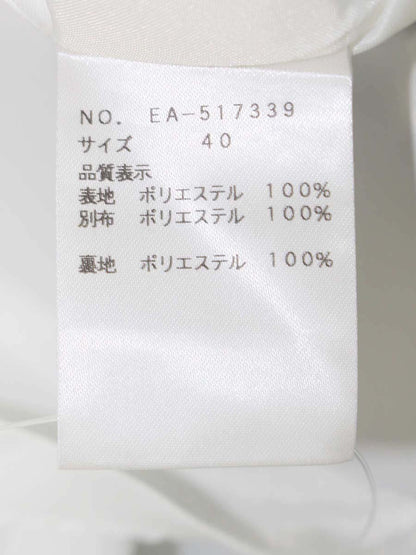 NO. EA-517339
サイズ 40
品質表示
表地 ポリエステル 100%
別布 ポリエステル 100%
裏地 ポリエステル 100%